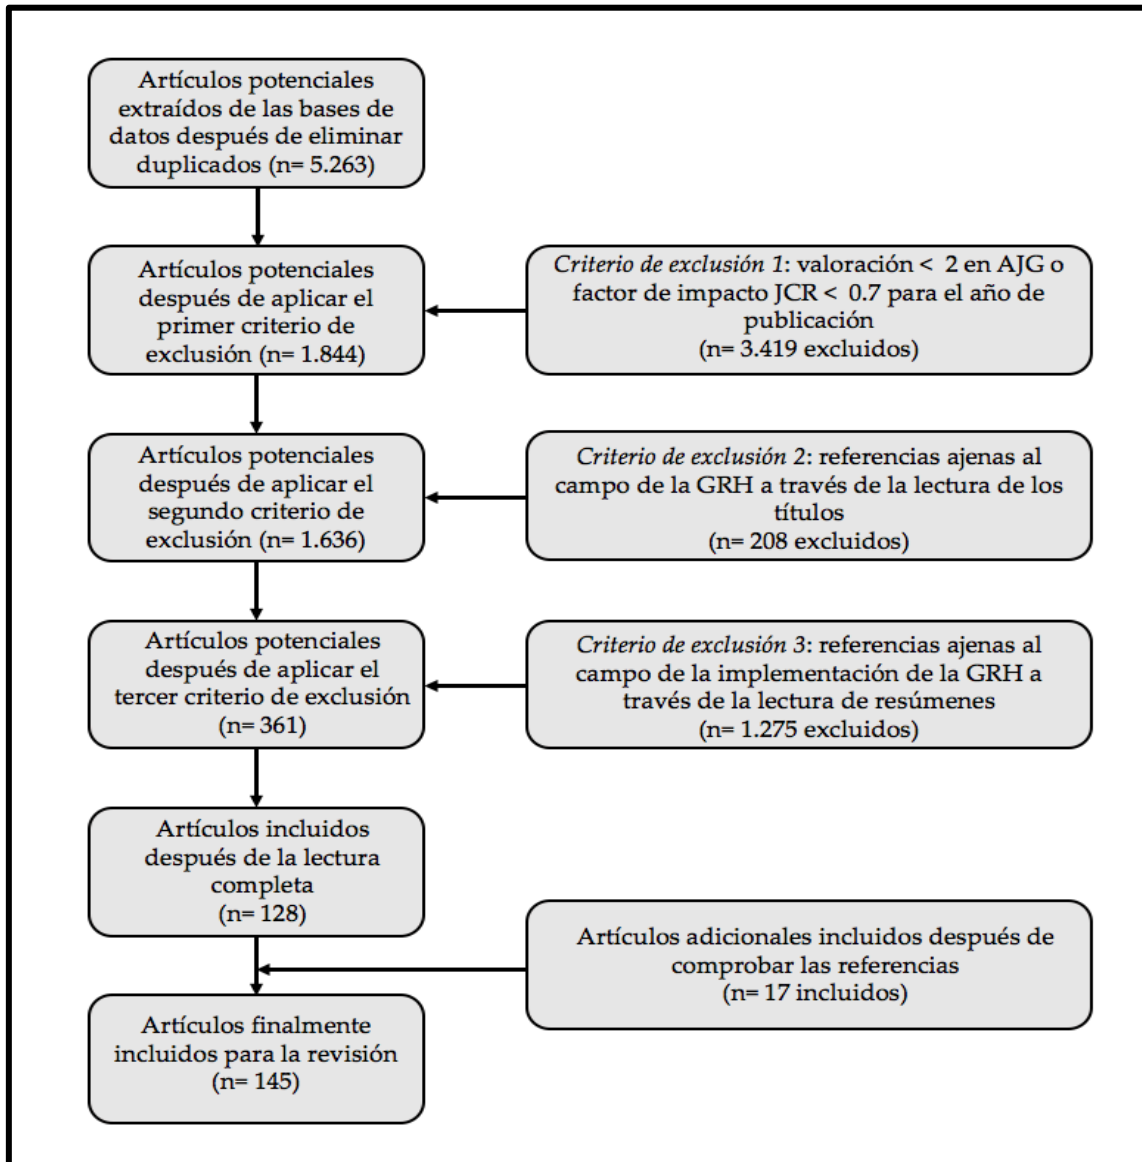 Artículos potenciales
extraídos de las bases de
datos después de eliminar
duplicados (n= 5.263)
Artículos potenciales
después de aplicar el
primer criterio de
exclusión (n= 1.844)
Criterio de exclusión 1: valoración < 2 en AJG o
factor de impacto JCR < 0.7 para el año de
publicación
(n= 3.419 excluidos)
Artículos potenciales
después de aplicar el
segundo criterio de
exclusión (n= 1.636)
Criterio de exclusión 2: referencias ajenas al
campo de la GRH a través de la lectura de los
títulos
(n= 208 excluidos)
Artículos potenciales
después de aplicar el
tercer criterio de exclusión
(n= 361)
Criterio de exclusión 3: referencias ajenas al
campo de la implementación de la GRH a
través de la lectura de resúmenes
(n= 1.275 excluidos)
Artículos incluidos
después de la lectura
completa
(n= 128)
Artículos adicionales incluidos después de
comprobar las referencias
(n= 17 incluidos)
Artículos finalmente
incluidos para la revisión
(n= 145)